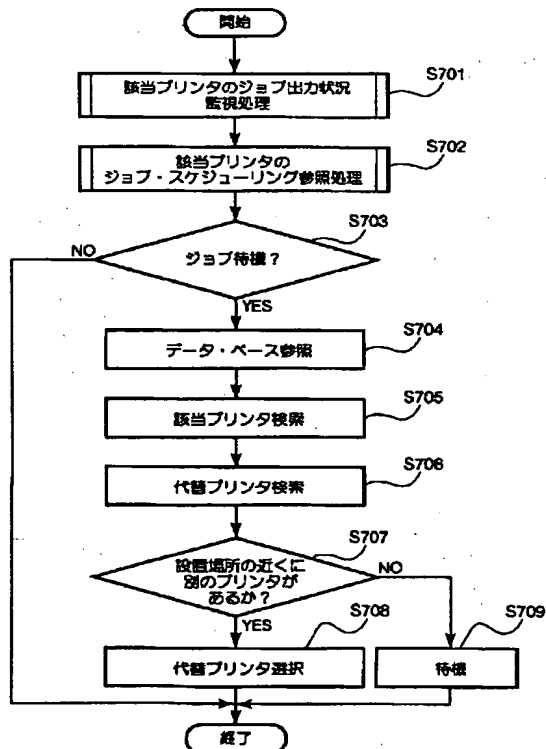 開始
S701
該当プリンタのジョブ出力状況
監視処理
S702
該当プリンタの
ジョブ・スケジューリング参照処理
S703
NO
ジョブ待機?
YES
S704
データ・ベース参照
S705
該当プリンタ検索
S706
代替プリンタ検索
S707
設置場所の近くに
別のプリンタが
あるか?
NO
YES
S708
S709
代替プリンタ選択
待機
終了